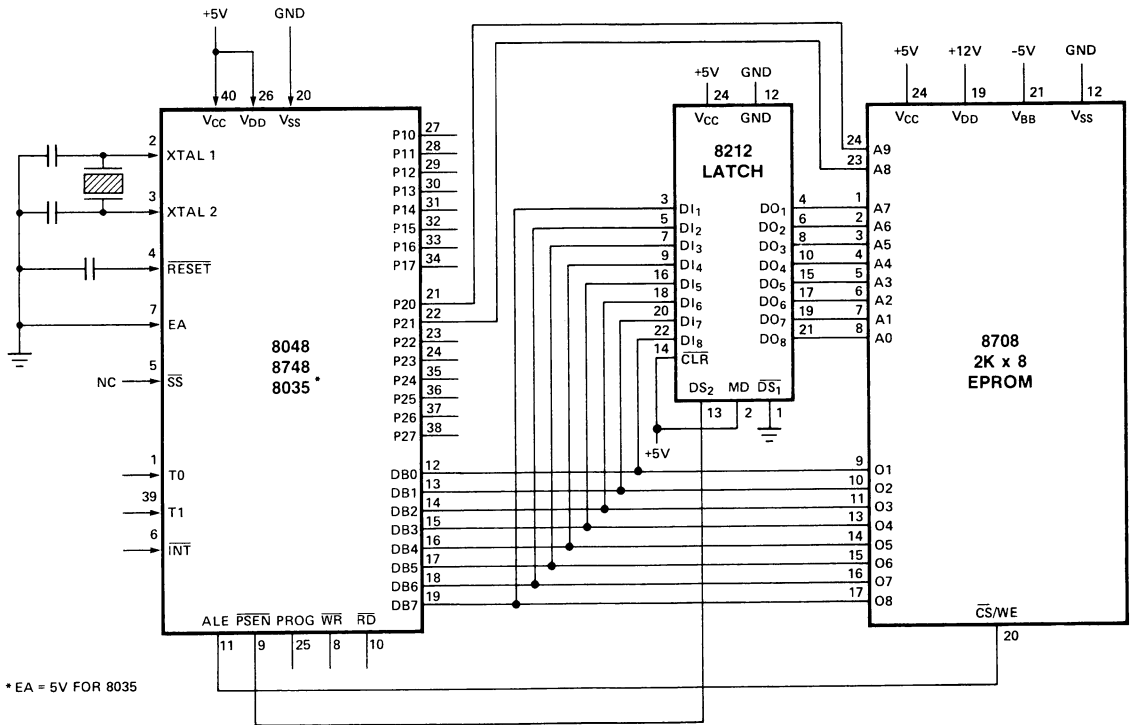 +5V
GND
40
26
20
VCC
VDD
VSS
2
XTAL 1
3
XTAL 2
4
RESET
7
EA
5
NC
SS
1
T0
39
T1
6
INT
8048
8748
8035 *
P10 27
P11 28
P12 29
P13 30
P14 31
P15 32
P16 33
P17 34
P20 21
P21 22
P22 23
P23 24
P24 35
P25 36
P26 37
P27 38
DB0 12
DB1 13
DB2 14
DB3 15
DB4 16
DB5 17
DB6 18
DB7 19
ALE PSEN PROG WR RD
11 9 25 8 10
* EA = 5V FOR 8035
+5V GND
24 12
VCC GND
8212
LATCH
3 DI1 DO1 4
5 DI2 DO2 6
7 DI3 DO3 8
9 DI4 DO4 10
16 DI5 DO5 15
18 DI6 DO6 17
20 DI7 DO7 19
22 DI8 DO8 21
14 CLR
DS2 MD DS1
13 2 1
+5V
+5V +12V -5V GND
24 19 21 12
VCC VDD VBB VSS
24 A9
23 A8
1 A7
2 A6
3 A5
4 A4
5 A3
6 A2
7 A1
8 A0
8708
2K x 8
EPROM
9 O1
10 O2
11 O3
13 O4
14 O5
15 O6
16 O7
17 O8
CS/WE
20